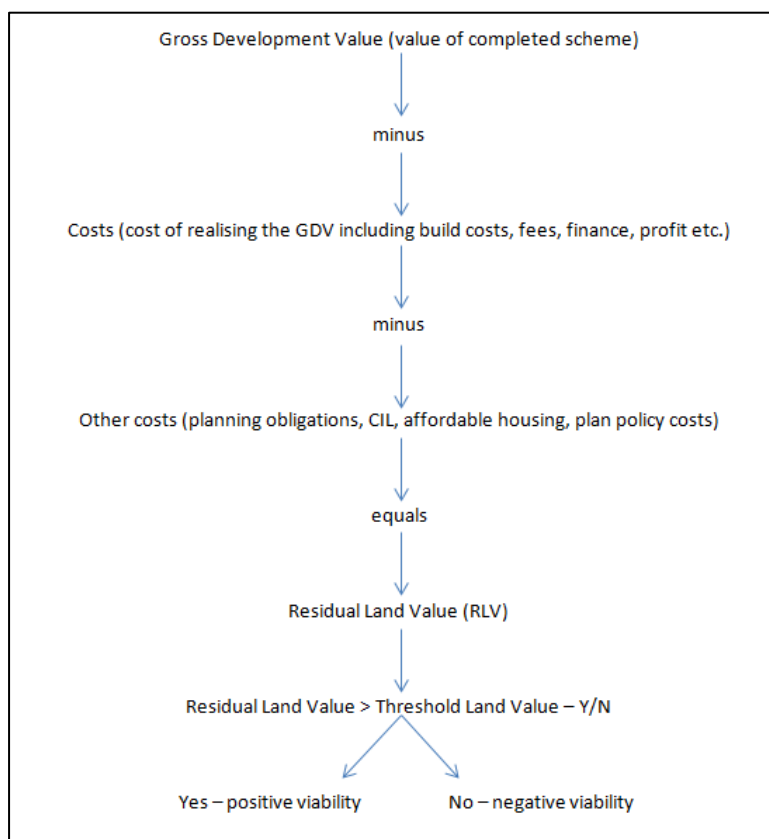 Gross Development Value (value of completed scheme)
minus
Costs (cost of realising the GDV including build costs, fees, finance, profit etc.)
minus
Other costs (planning obligations, CIL, affordable housing, plan policy costs)
equals
Residual Land Value (RLV)
Residual Land Value > Threshold Land Value – Y/N
Yes – positive viability
No – negative viability